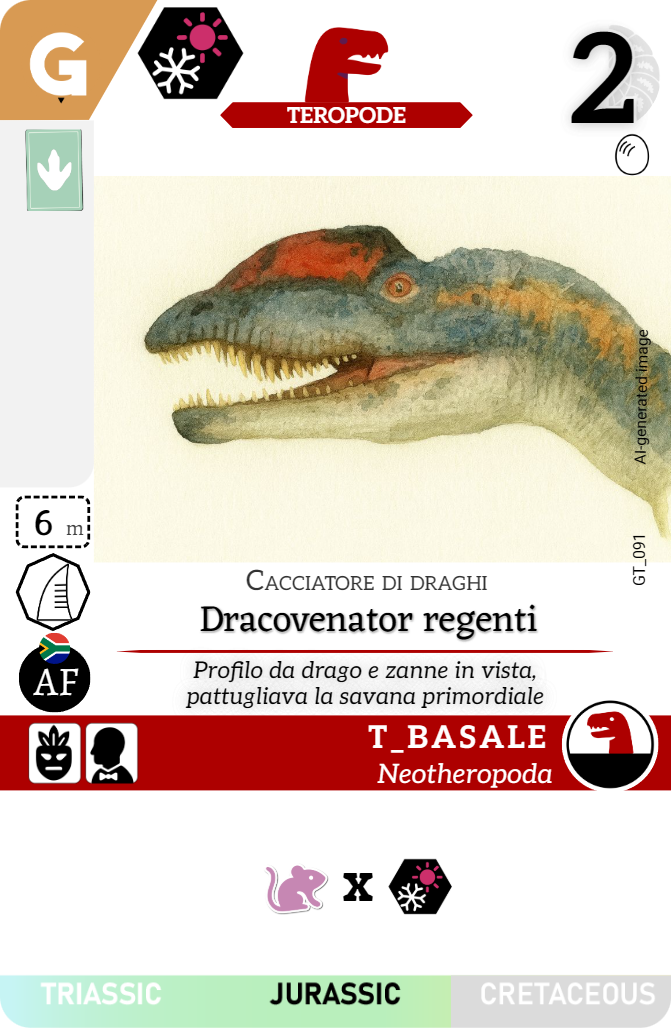 G
TEROPODE
2
AI-generated image
GT_091
6 m
AF
Cacciatore di draghi
Dracovenator regenti
Profilo da drago e zanne in vista,
pattugliava la savana primordiale
T_BASALE
Neotheropoda
X
TRIASSIC JURASSIC CRETACEOUS